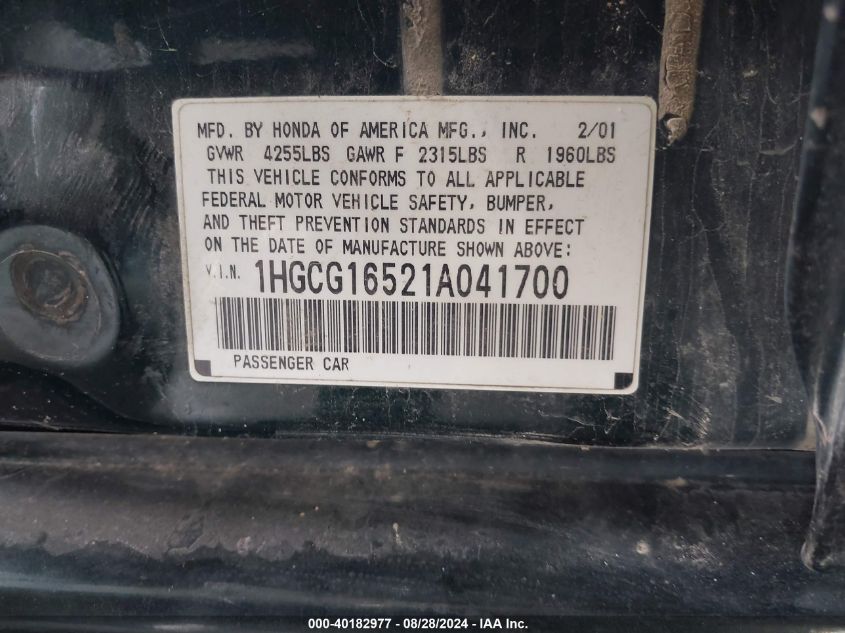 MFD. BY HONDA OF AMERICA MFG., INC. 2/01
GVWR 4255LBS GAWR F 2315LBS R 1960LBS
THIS VEHICLE CONFORMS TO ALL APPLICABLE
FEDERAL MOTOR VEHICLE SAFETY, BUMPER,
AND THEFT PREVENTION STANDARDS IN EFFECT
ON THE DATE OF MANUFACTURE SHOWN ABOVE:
V.I.N. 1HGCG16521A041700
PASSENGER CAR
000-40182977 - 08/28/2024 - IAA Inc.